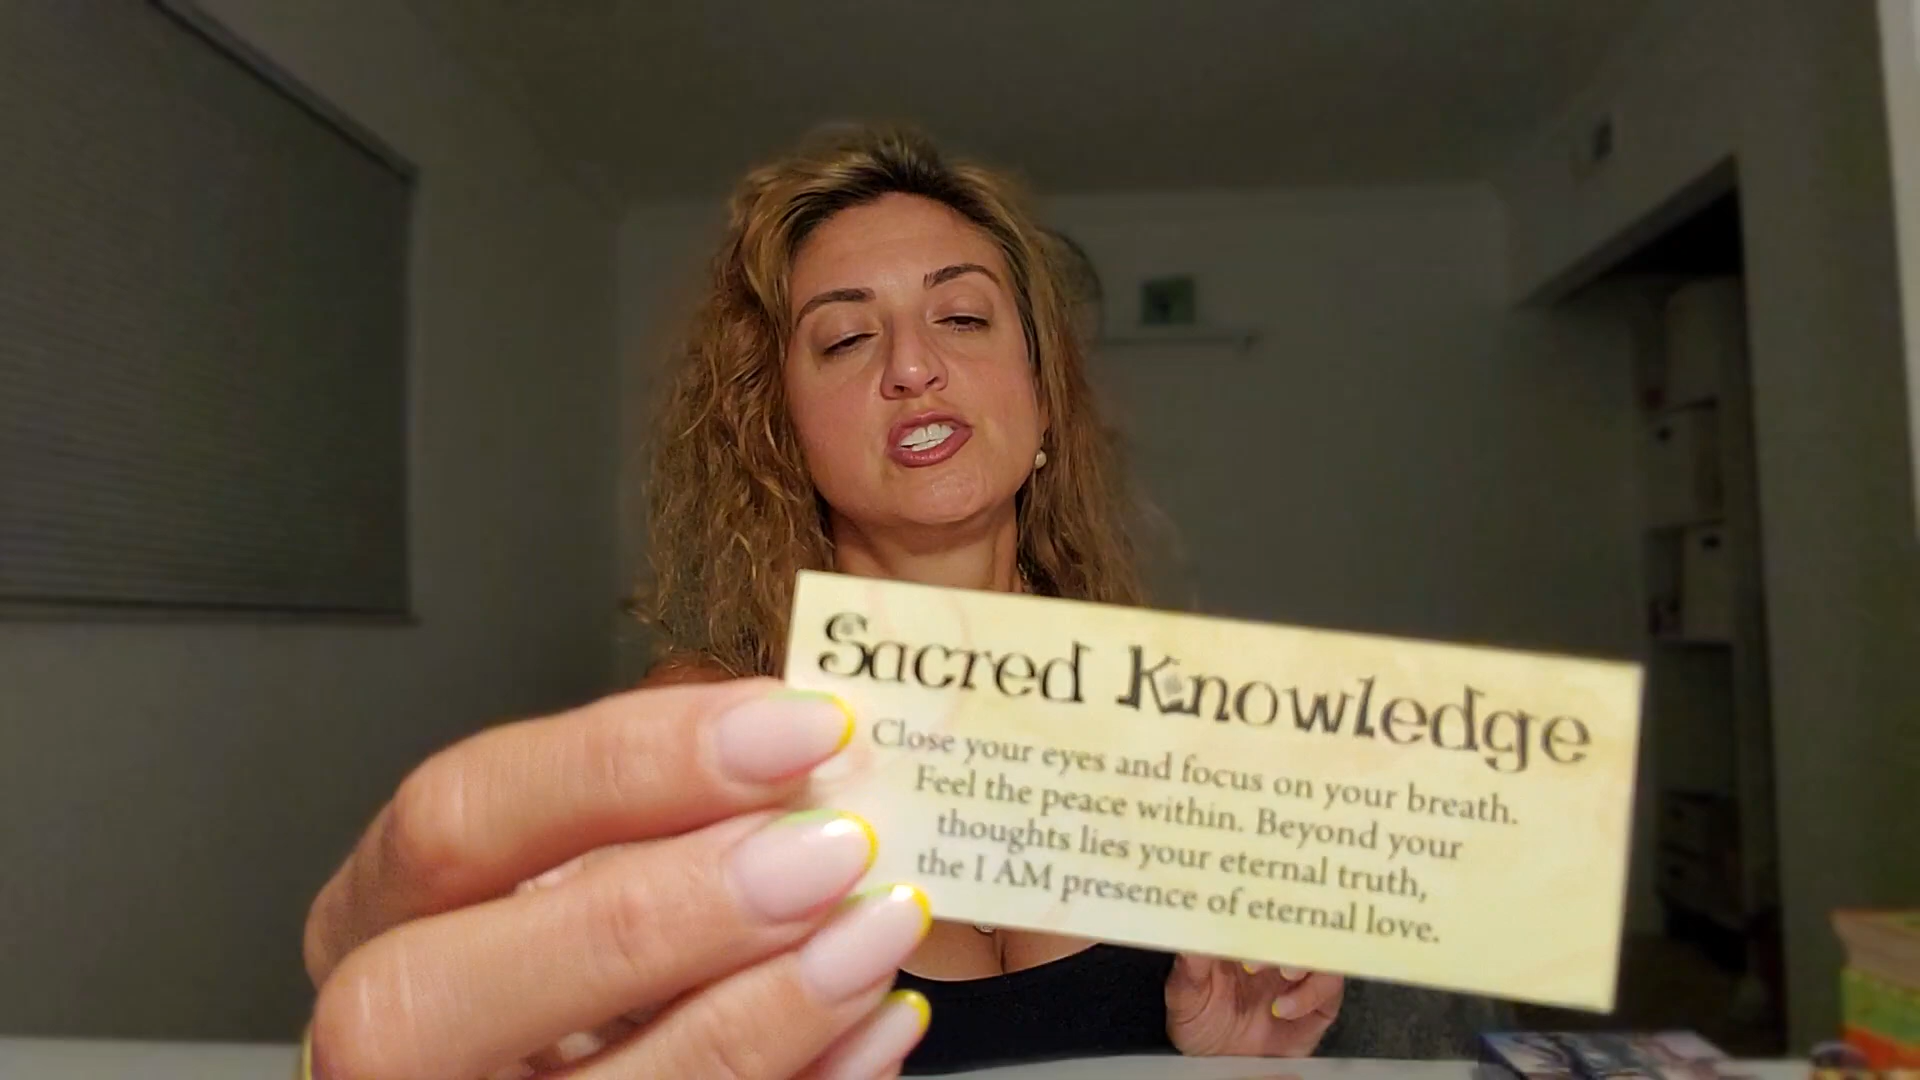 Sacred Knowledge
Close your eyes and focus on your breath.
Feel the peace within. Beyond your
thoughts lies your eternal truth,
the I AM presence of eternal love.